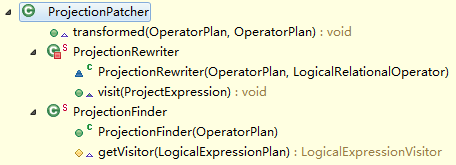 ProjectionPatcher
transformed(OperatorPlan, OperatorPlan) : void
S ProjectionRewriter
C ProjectionRewriter(OperatorPlan, LogicalRelationalOperator)
visit(ProjectExpression) : void
S ProjectionFinder
C ProjectionFinder(OperatorPlan)
getVisitor(LogicalExpressionPlan) : LogicalExpressionVisitor